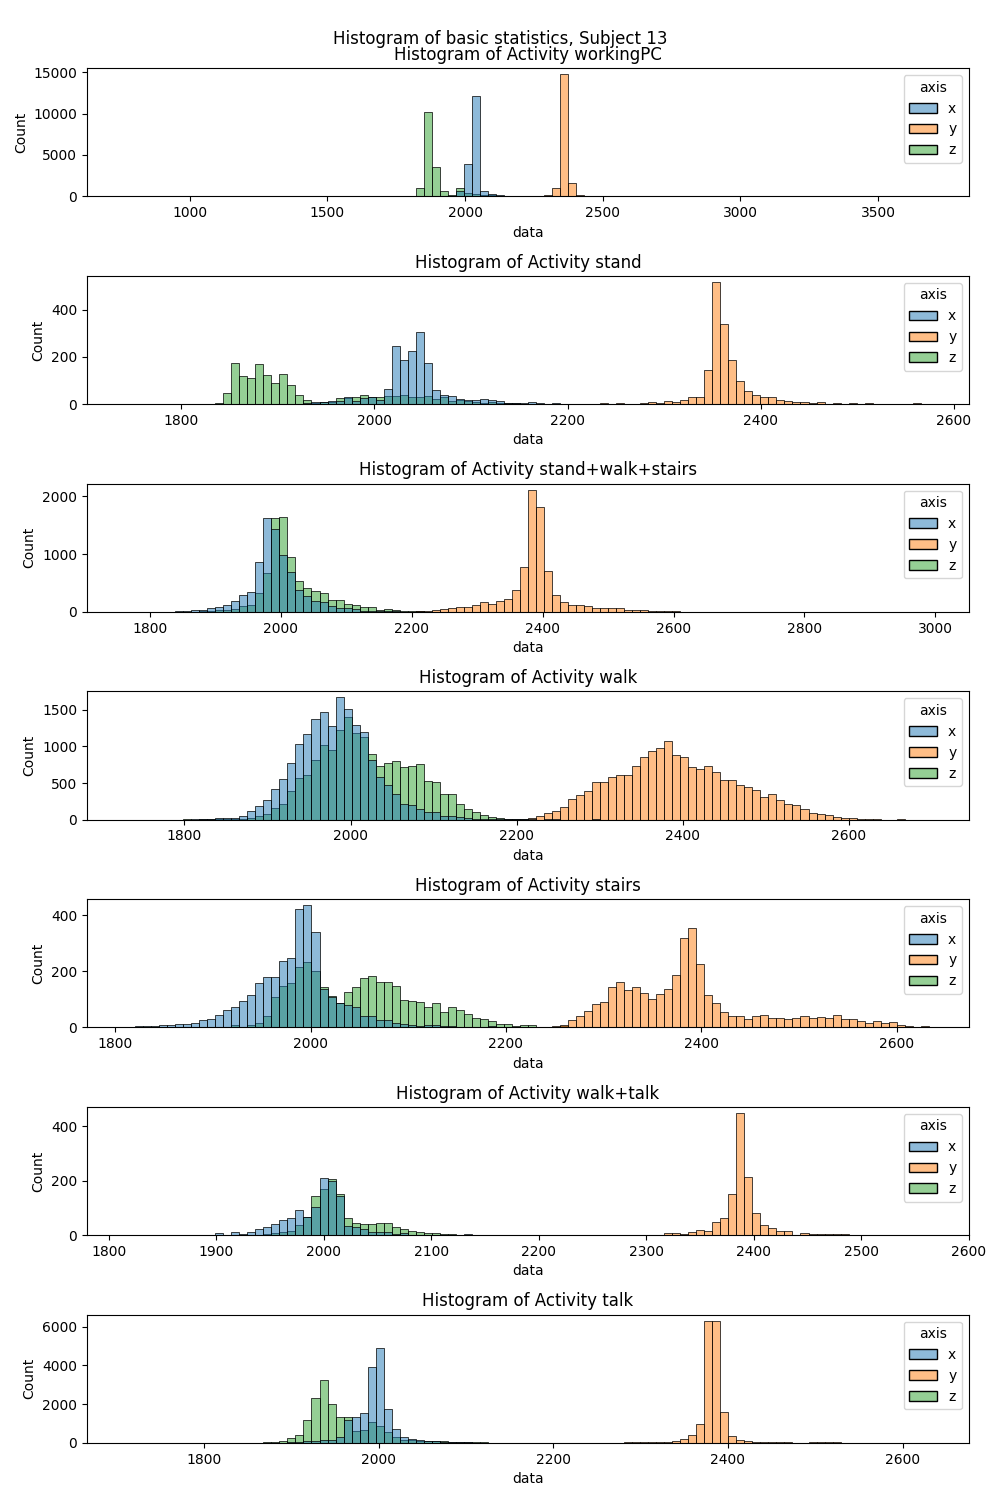 Histogram of basic statistics, Subject 13
Histogram of Activity workingPC
15000
10000
5000
0
Count
axis
x
y
z
1000 1500 2000 2500 3000 3500
data
Histogram of Activity stand
400
200
0
Count
axis
x
y
z
1800 2000 2200 2400 2600
data
Histogram of Activity stand+walk+stairs
2000
1000
0
Count
axis
x
y
z
1800 2000 2200 2400 2600 2800 3000
data
Histogram of Activity walk
1500
1000
500
0
Count
axis
x
y
z
1800 2000 2200 2400 2600
data
Histogram of Activity stairs
400
200
0
Count
axis
x
y
z
1800 2000 2200 2400 2600
data
Histogram of Activity walk+talk
400
200
0
Count
axis
x
y
z
1800 1900 2000 2100 2200 2300 2400 2500 2600
data
Histogram of Activity talk
6000
4000
2000
0
Count
axis
x
y
z
1800 2000 2200 2400 2600
data